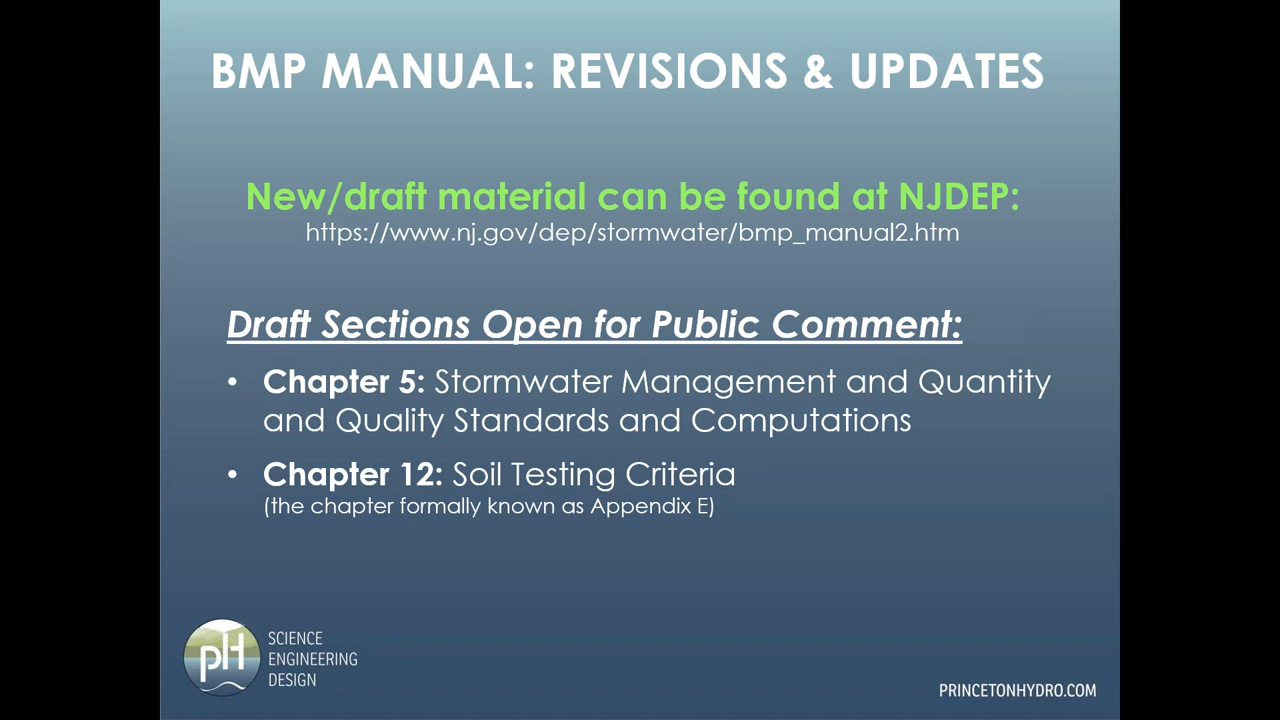 BMP MANUAL: REVISIONS & UPDATES
New/draft material can be found at NJDEP:
https://www.nj.gov/dep/stormwater/bmp_manual2.htm
Draft Sections Open for Public Comment:
• Chapter 5: Stormwater Management and Quantity
and Quality Standards and Computations
• Chapter 12: Soil Testing Criteria
(the chapter formally known as Appendix E)
pH
SCIENCE
ENGINEERING
DESIGN
PRINCETONHYDRO.COM